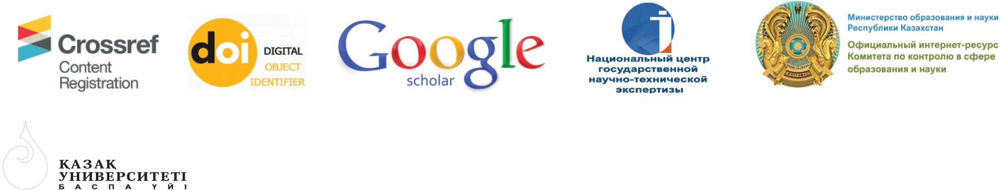 Crossref
Content
Registration
doi DIGITAL
OBJECT
IDENTIFIER
Google
scholar
Национальный центр
государственной
научно-технической
экспертизы
ҚАЗАҚСТАН
Министерство образования и науки
Республики Казахстан
Официальный интернет-ресурс
Комитета по контролю в сфере
образования и науки
ҚАЗАҚ
УНИВЕРСИТЕТІ
БАСПА ҮЙІ